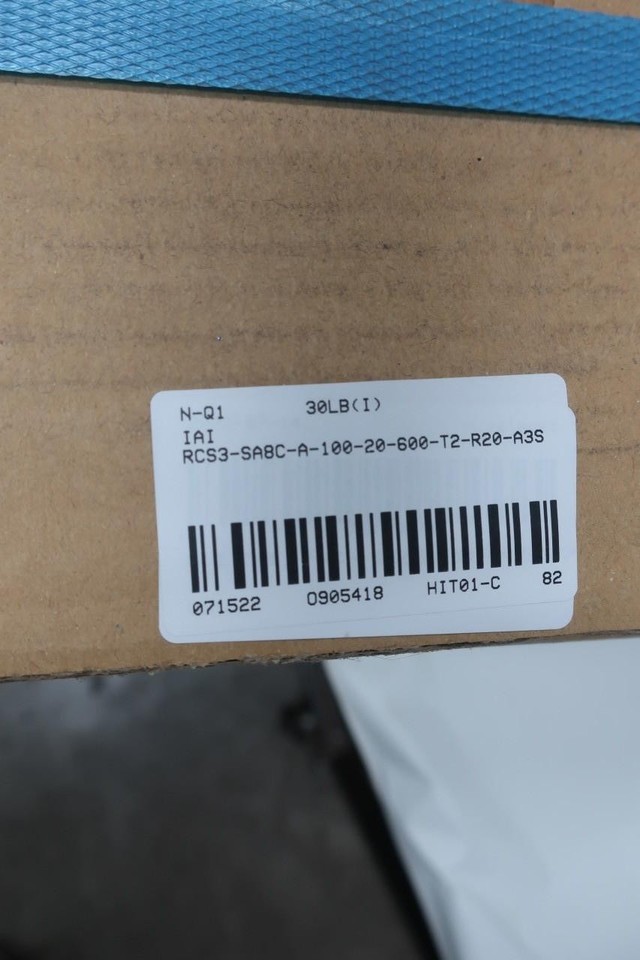 N-Q1 30LB(I)
IAI
RCS3-SA8C-A-100-20-600-T2-R20-A3S
071522 0905418 HIT01-C 82